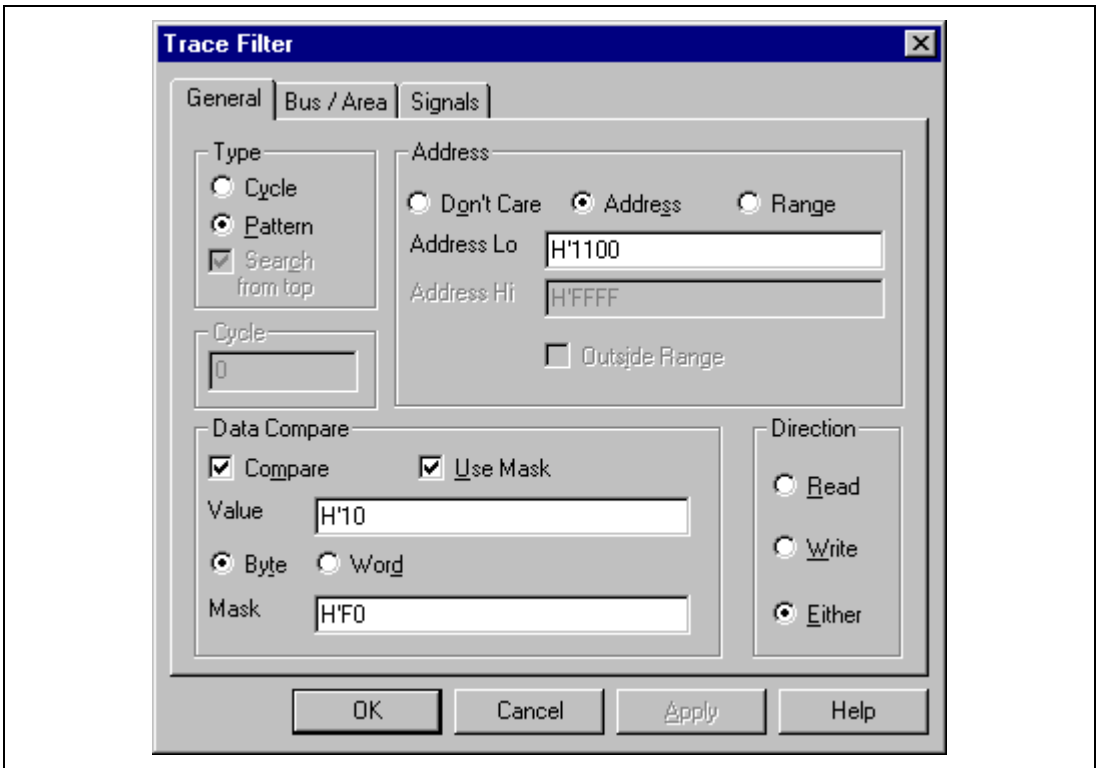 Trace Filter
General Bus / Area Signals
Type
Cycle
Pattern
Search
from top
Cycle
0
Address
Don't Care Address Range
Address Lo H'1100
Address Hi H'FFFF
Outside Range
Data Compare
Compare Use Mask
Value H'10
Byte Word
Mask H'F0
Direction
Read
Write
Either
OK Cancel Apply Help